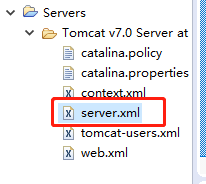 Servers
Tomcat v7.0 Server at
catalina.policy
catalina.properties
context.xml
server.xml
tomcat-users.xml
web.xml